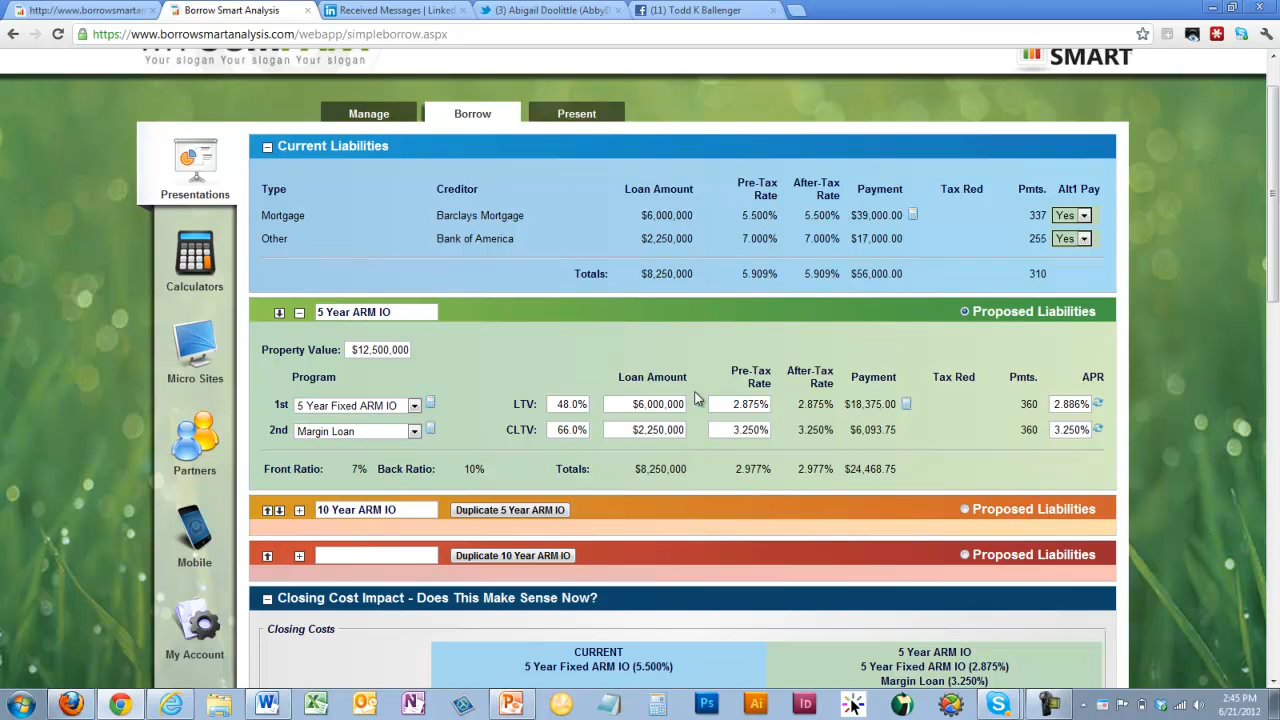 http://www.borrowsmartar
Borrow Smart Analysis
Received Messages | Linked
(3) Abigail Doolittle (AbbyD
(11) Todd K Ballenger
https://www.borrowsmartanalysis.com/webapp/simpleborrow.aspx
Your slogan Your slogan Your slogan
SMART
Manage
Borrow
Present
Presentations
Calculators
Micro Sites
Partners
Mobile
My Account
Current Liabilities
Type Creditor Loan Amount Pre-Tax Rate After-Tax Rate Payment Tax Red Pmts. Alt1 Pay
Mortgage Barclays Mortgage $6,000,000 5.500% 5.500% $39,000.00 337 Yes
Other Bank of America $2,250,000 7.000% 7.000% $17,000.00 255 Yes
Totals: $8,250,000 5.909% 5.909% $56,000.00 310
5 Year ARM IO Proposed Liabilities
Property Value: $12,500,000
Program Loan Amount Pre-Tax Rate After-Tax Rate Payment Tax Red Pmts. APR
1st 5 Year Fixed ARM IO LTV: 48.0% $6,000,000 2.875% 2.875% $18,375.00 360 2.886%
2nd Margin Loan CLTV: 66.0% $2,250,000 3.250% 3.250% $6,093.75 360 3.250%
Front Ratio: 7% Back Ratio: 10% Totals: $8,250,000 2.977% 2.977% $24,468.75
10 Year ARM IO Duplicate 5 Year ARM IO Proposed Liabilities
Duplicate 10 Year ARM IO Proposed Liabilities
Closing Cost Impact - Does This Make Sense Now?
Closing Costs
CURRENT
5 Year Fixed ARM IO (5.500%)
5 Year ARM IO
5 Year Fixed ARM IO (2.875%)
Margin Loan (3.250%)
2:45 PM
6/21/2012